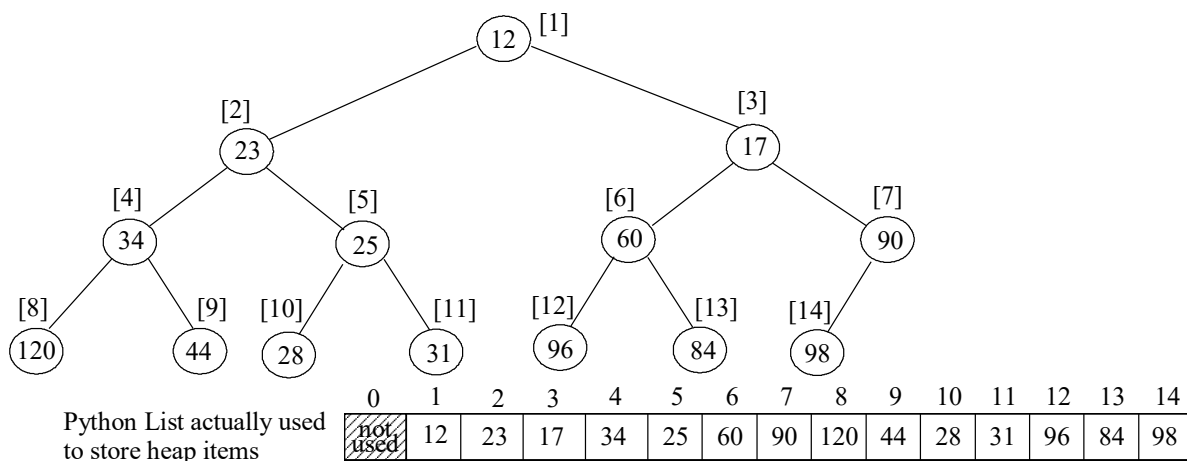 12 [1]
[2] [3]
23 17
[4] [5] [6] [7]
34 25 60 90
[8] [9] [10] [11] [12] [13] [14]
120 44 28 31 96 84 98
0 1 2 3 4 5 6 7 8 9 10 11 12 13 14
Python List actually used
to store heap items
not
used
12 23 17 34 25 60 90 120 44 28 31 96 84 98